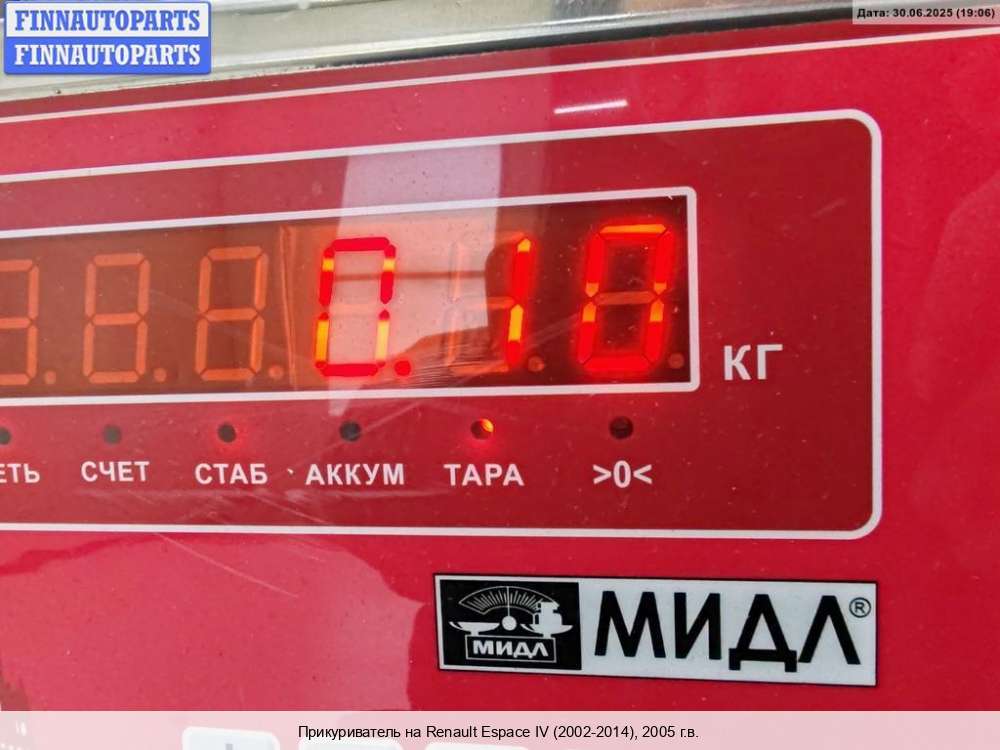 FINNAUTOPARTS
FINNAUTOPARTS
Дата: 30.06.2025 (19:06)
0.10
КГ
СЧЕТ СТАБ АККУМ ТАРА >0<
МИДЛ
МИДЛ®
Прикуриватель на Renault Espace IV (2002-2014), 2005 г.в.